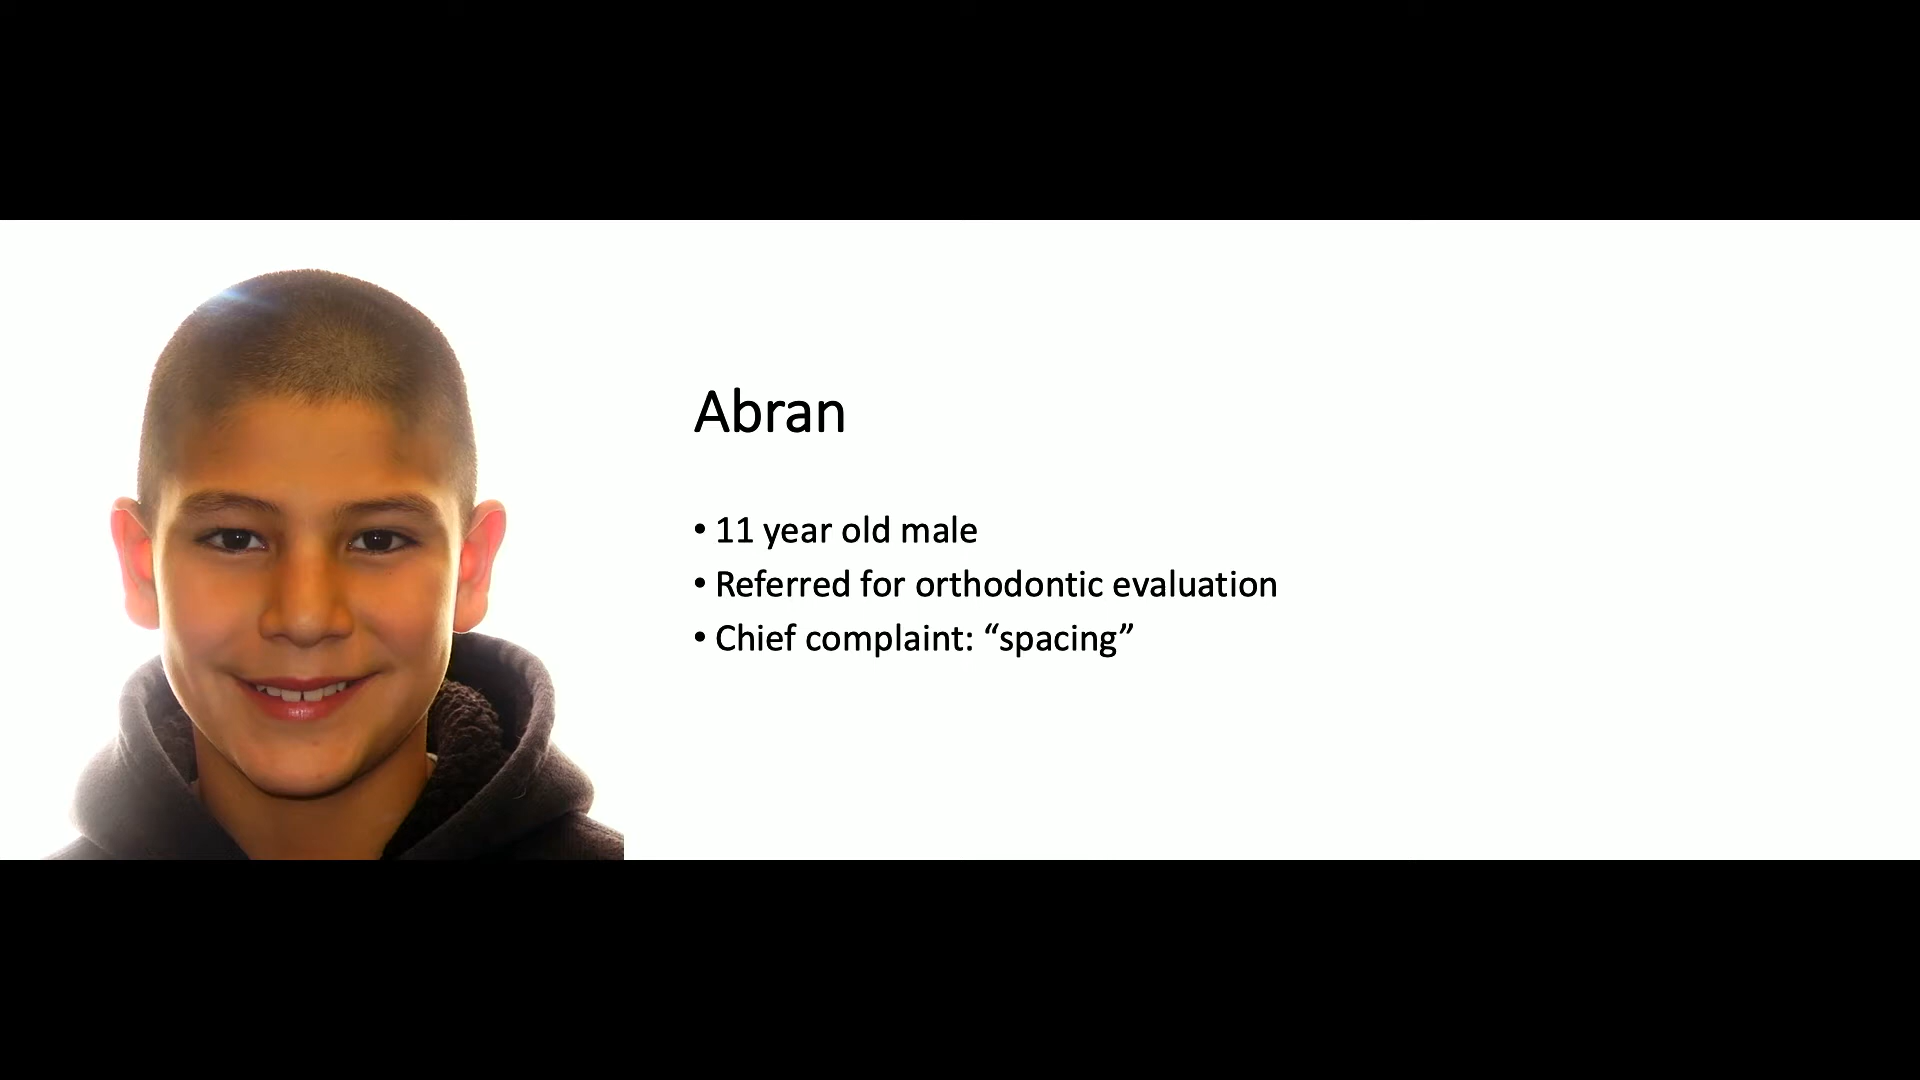 Abran
• 11 year old male
• Referred for orthodontic evaluation
• Chief complaint: “spacing”